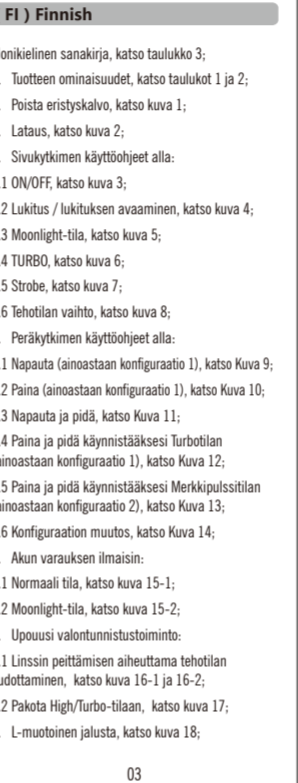 FI ) Finnish
onikielinen sanakirja, katso taulukko 3;
. Tuotteen ominaisuudet, katso taulukot 1 ja 2;
. Poista eristyskalvo, katso kuva 1;
. Lataus, katso kuva 2;
. Sivukytkimen käyttöohjeet alla:
.1 ON/OFF, katso kuva 3;
.2 Lukitus / lukituksen avaaminen, katso kuva 4;
.3 Moonlight-tila, katso kuva 5;
.4 TURBO, katso kuva 6;
.5 Strobe, katso kuva 7;
.6 Tehotilan vaihto, katso kuva 8;
. Peräkytkimen käyttöohjeet alla:
.1 Napauta (ainoastaan konfiguraatio 1), katso Kuva 9;
.2 Paina (ainoastaan konfiguraatio 1), katso Kuva 10;
.3 Napauta ja pidä, katso Kuva 11;
.4 Paina ja pidä käynnistääksesi Turbotilan
ainoastaan konfiguraatio 1), katso Kuva 12;
.5 Paina ja pidä käynnistääksesi Merkkipulssitilan
ainoastaan konfiguraatio 2), katso Kuva 13;
.6 Konfiguraation muutos, katso Kuva 14;
. Akun varauksen ilmaisin:
.1 Normaali tila, katso kuva 15-1;
.2 Moonlight-tila, katso kuva 15-2;
. Upouusi valontunnistustoiminto:
.1 Linssin peittämisen aiheuttama tehotilan
udottaminen, katso kuva 16-1 ja 16-2;
.2 Pakota High/Turbo-tilaan, katso kuva 17;
. L-muotoinen jalusta, katso kuva 18;
03